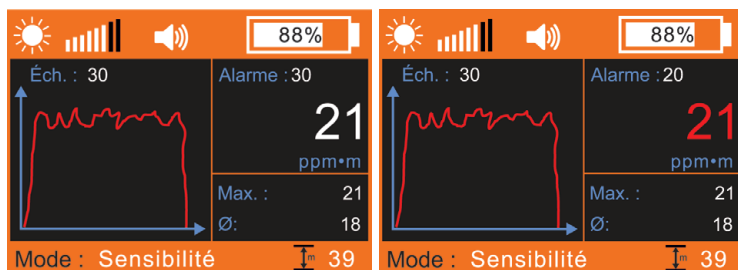 88%
Éch. : 30
Alarme : 30
21
ppm•m
Max. : 21
Ø: 18
Mode : Sensibilité m 39
88%
Éch. : 30
Alarme : 20
21
ppm•m
Max. : 21
Ø: 18
Mode : Sensibilité m 39